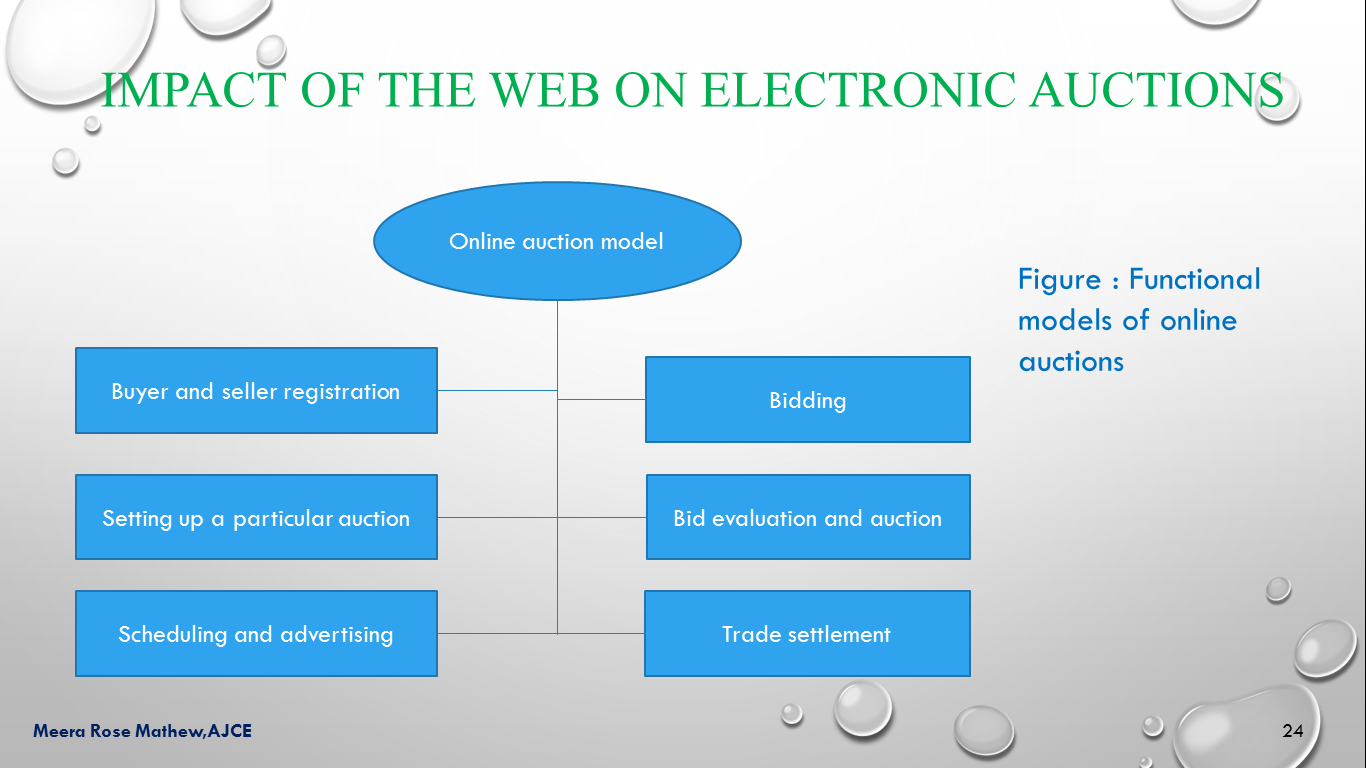 IMPACT OF THE WEB ON ELECTRONIC AUCTIONS
Online auction model
Figure : Functional
models of online
auctions
Buyer and seller registration
Bidding
Setting up a particular auction
Bid evaluation and auction
Scheduling and advertising
Trade settlement
Meera Rose Mathew,AJCE
24